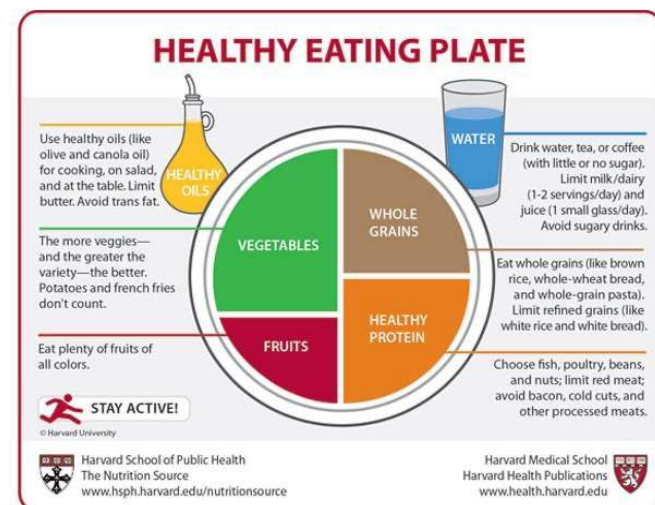 HEALTHY EATING PLATE
Use healthy oils (like
olive and canola oil)
for cooking, on salad,
and at the table. Limit
butter. Avoid trans fat.
HEALTHY
OILS
The more veggies—
and the greater the
variety—the better.
Potatoes and french fries
don't count.
Eat plenty of fruits of
all colors.
STAY ACTIVE!
© Harvard University
VEGETABLES
FRUITS
WHOLE
GRAINS
HEALTHY
PROTEIN
WATER
Drink water, tea, or coffee
(with little or no sugar).
Limit milk/dairy
(1-2 servings/day) and
juice (1 small glass/day).
Avoid sugary drinks.
Eat whole grains (like brown
rice, whole-wheat bread,
and whole-grain pasta).
Limit refined grains (like
white rice and white bread).
Choose fish, poultry, beans,
and nuts; limit red meat;
avoid bacon, cold cuts, and
other processed meats.
Harvard School of Public Health
The Nutrition Source
www.hsph.harvard.edu/nutritionsource
Harvard Medical School
Harvard Health Publications
www.health.harvard.edu